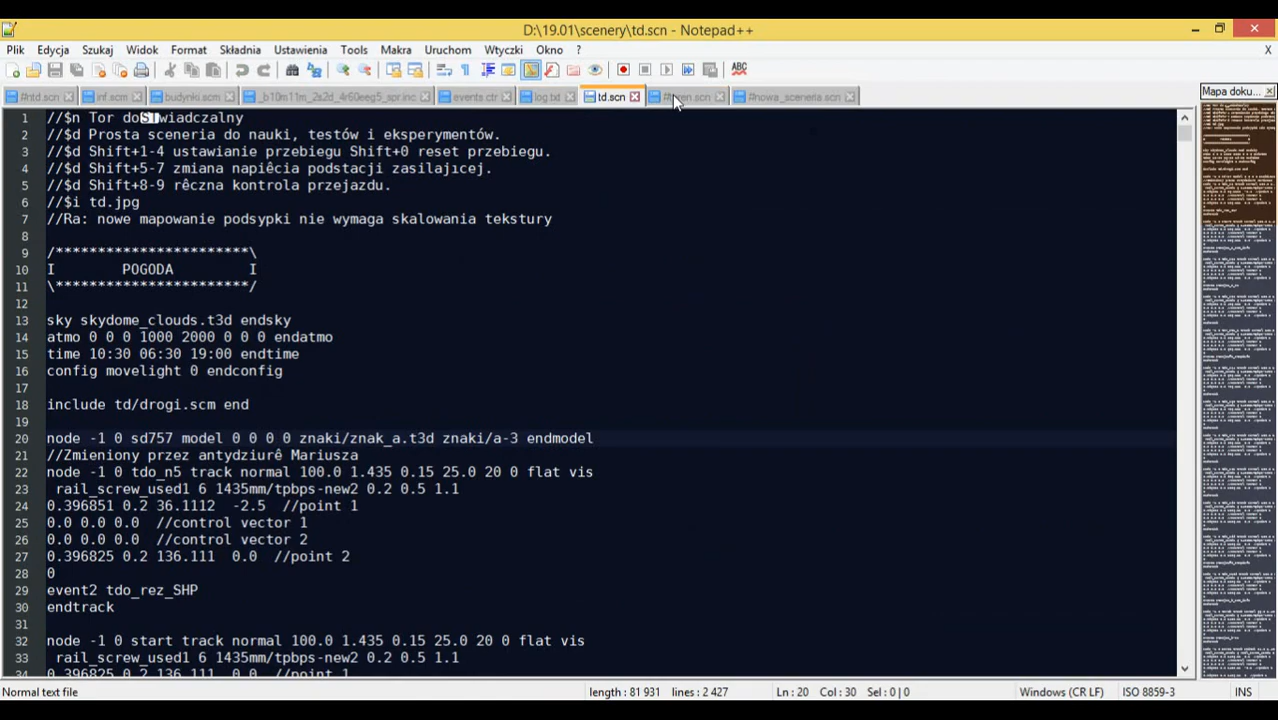 D:\19.01\scenery\td.scn - Notepad++
Plik Edycja Szukaj Widok Format Składnia Ustawienia Tools Makra Uruchom Wtyczki Okno ? X
#ntd.scn inf.scm budynki.scm _b10m11m_2s2d_4r60eeg5_spr.inc events.ctr log.txt td.scn #nowa_sceneria.scn Mapa doku...
1 //$n Tor doSTwiadczalny
2 //$d Prosta sceneria do nauki, testów i eksperymentów.
3 //$d Shift+1-4 ustawianie przebiegu Shift+0 reset przebiegu.
4 //$d Shift+5-7 zmiana napiêcia podstacji zasilajicej.
5 //$d Shift+8-9 rêczna kontrola przejazdu.
6 //$i td.jpg
7 //Ra: nowe mapowanie podsypki nie wymaga skalowania tekstury
8
9 /***********************\
10 I POGODA I
11 \***********************/
12
13 sky skydome_clouds.t3d endsky
14 atmo 0 0 0 1000 2000 0 0 0 endatmo
15 time 10:30 06:30 19:00 endtime
16 config movelight 0 endconfig
17
18 include td/drogi.scm end
19
20 node -1 0 sd757 model 0 0 0 0 znaki/znak_a.t3d znaki/a-3 endmodel
21 //Zmieniony przez antydziurê Mariusza
22 node -1 0 tdo_n5 track normal 100.0 1.435 0.15 25.0 20 0 flat vis
23 rail_screw_used1 6 1435mm/tpbps-new2 0.2 0.5 1.1
24 0.396851 0.2 36.1112 -2.5 //point 1
25 0.0 0.0 0.0 //control vector 1
26 0.0 0.0 0.0 //control vector 2
27 0.396825 0.2 136.111 0.0 //point 2
28 0
29 event2 tdo_rez_SHP
30 endtrack
31
32 node -1 0 start track normal 100.0 1.435 0.15 25.0 20 0 flat vis
33 rail_screw_used1 6 1435mm/tpbps-new2 0.2 0.5 1.1
34 0.396851 0.2 136.111 0.0 //point
Normal text file length : 81 931 lines : 2 427 Ln : 20 Col : 30 Sel : 0 | 0 Windows (CR LF) ISO 8859-3 INS